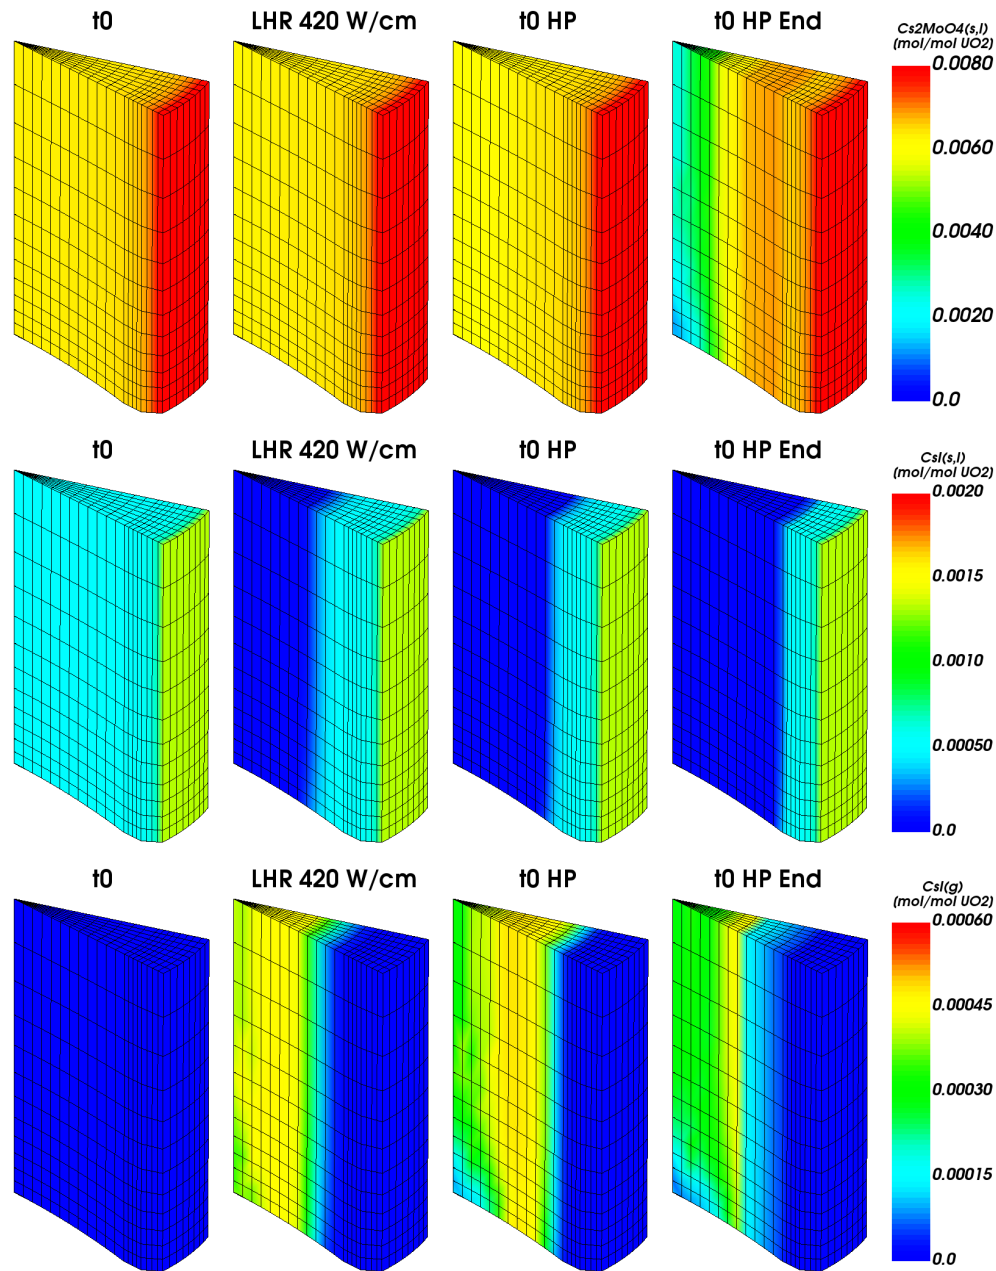 t0 LHR 420 W/cm t0 HP t0 HP End
Cs2MoO4(s,l)
(mol/mol UO2)
0.0080
0.0060
0.0040
0.0020
0.0
t0 LHR 420 W/cm t0 HP t0 HP End
CsI(s,l)
(mol/mol UO2)
0.0020
0.0015
0.0010
0.00050
0.0
t0 LHR 420 W/cm t0 HP t0 HP End
CsI(g)
(mol/mol UO2)
0.00060
0.00045
0.00030
0.00015
0.0